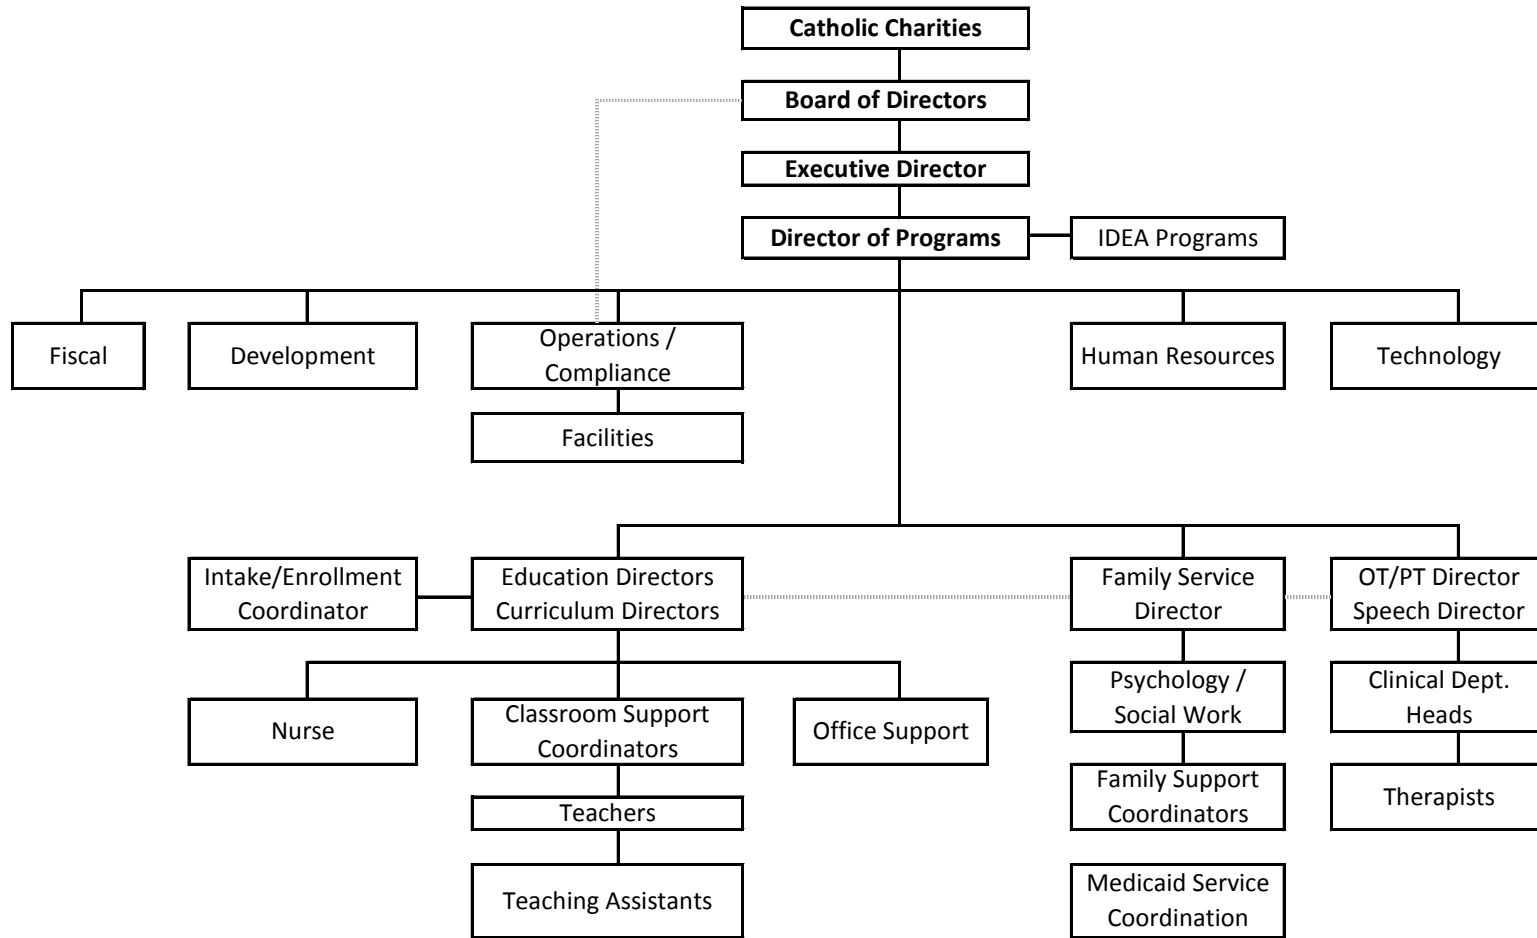 Catholic Charities
Board of Directors
Executive Director
Director of Programs
IDEA Programs
Fiscal
Development
Operations /
Compliance
Human Resources
Technology
Facilities
Intake/Enrollment
Coordinator
Education Directors
Curriculum Directors
Family Service
Director
OT/PT Director
Speech Director
Nurse
Classroom Support
Coordinators
Office Support
Psychology /
Social Work
Clinical Dept.
Heads
Teachers
Family Support
Coordinators
Therapists
Teaching Assistants
Medicaid Service
Coordination